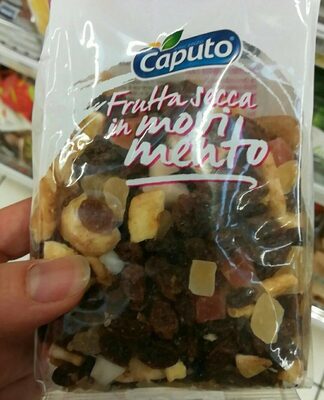 Caputo
Frutta secca
in movi
mento